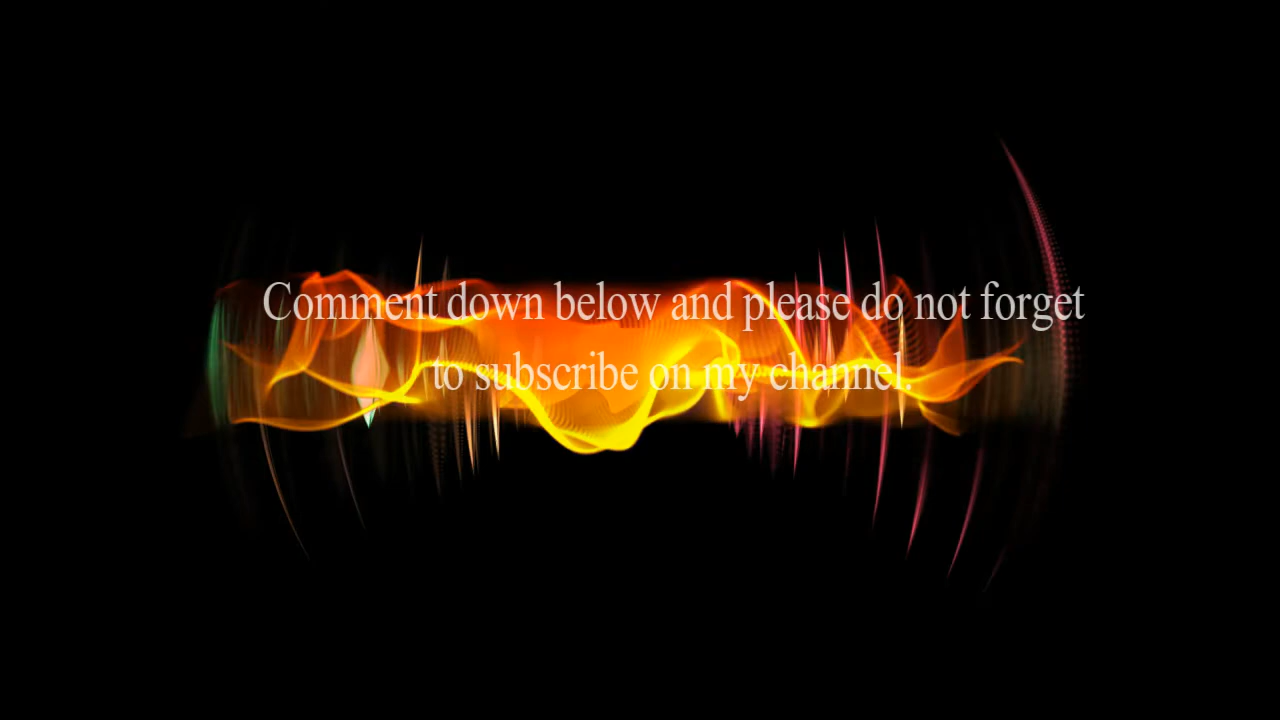 Comment down below and please do not forget
to subscribe on my channel.